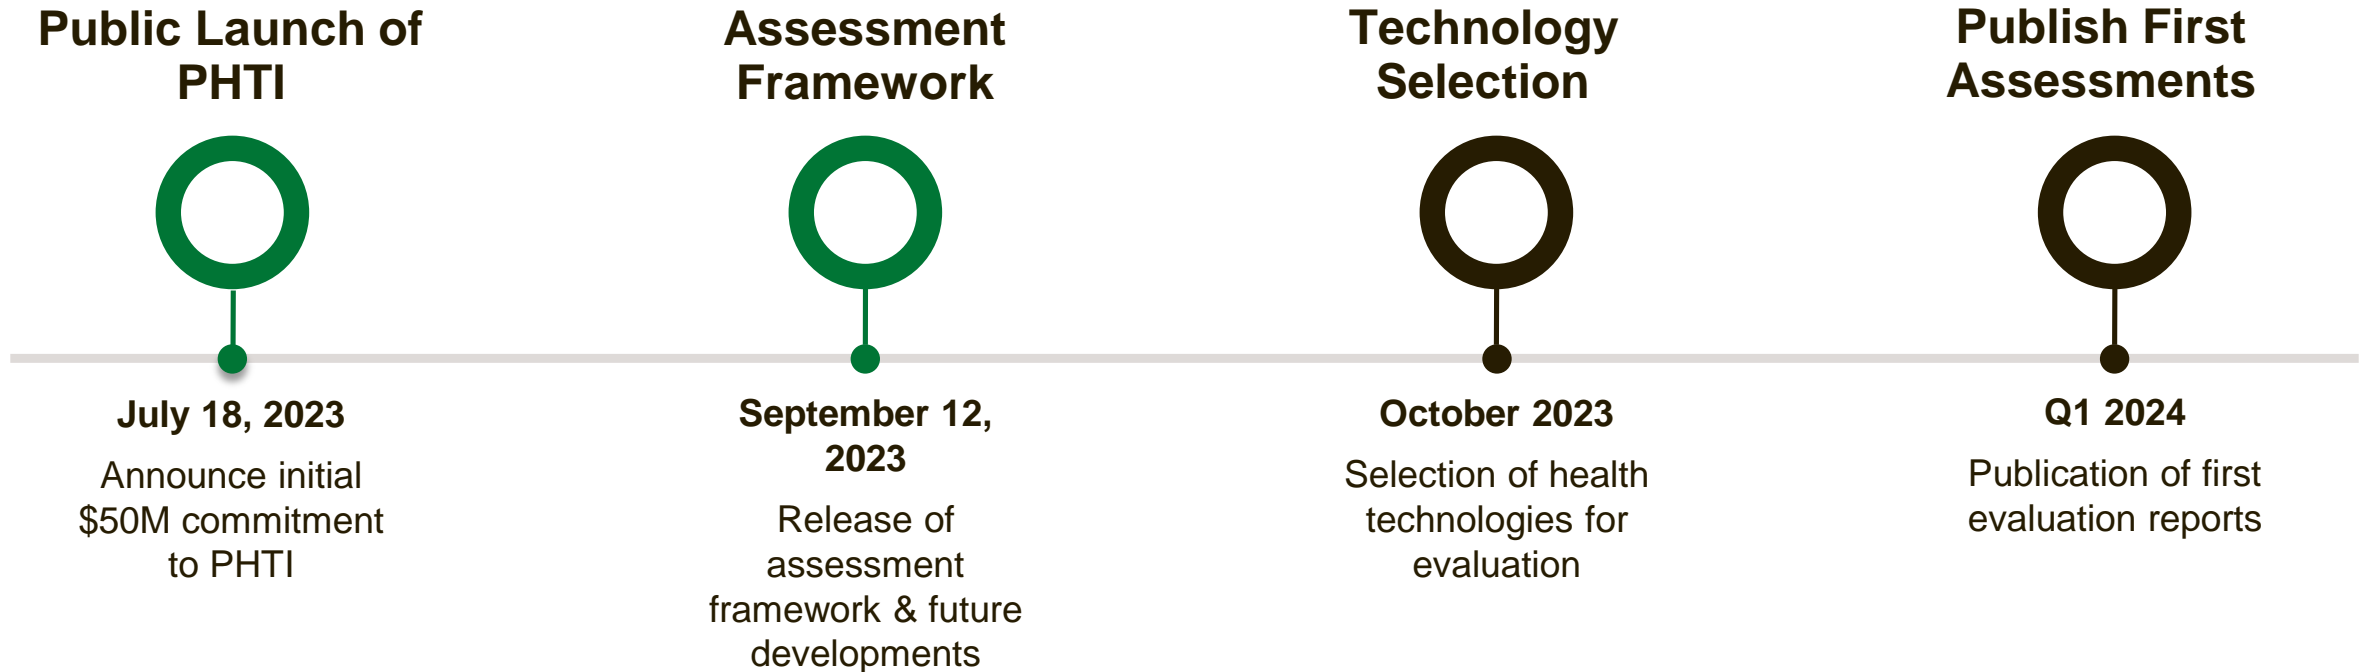 Public Launch of
PHTI
July 18, 2023
Announce initial
$50M commitment
to PHTI
Assessment
Framework
September 12,
2023
Release of
assessment
framework & future
developments
Technology
Selection
October 2023
Selection of health
technologies for
evaluation
Publish First
Assessments
Q1 2024
Publication of first
evaluation reports